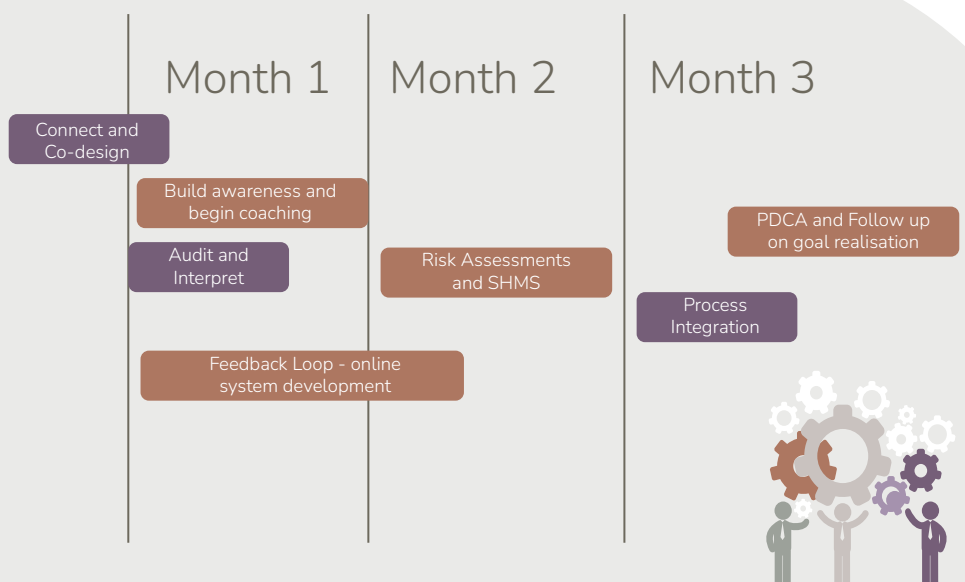 Month 1
Month 2
Month 3
Connect and
Co-design
Build awareness and
begin coaching
PDCA and Follow up
on goal realisation
Audit and
Interpret
Risk Assessments
and SHMS
Process
Integration
Feedback Loop - online
system development